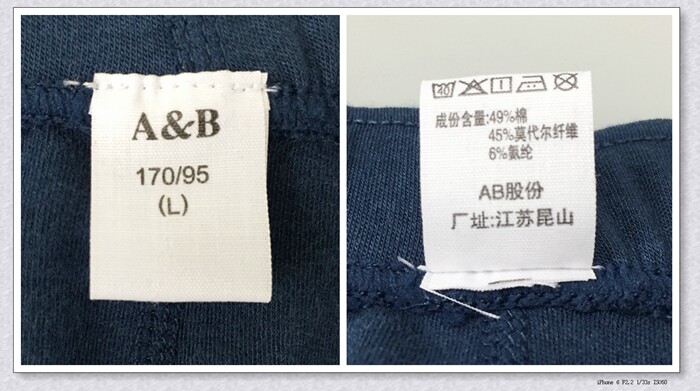 A&B
170/95
(L)
成份含量:49%棉
45%莫代尔纤维
6%氨纶
AB股份
厂址:江苏昆山
iPhone 6 F2.2 1/33s ISO60